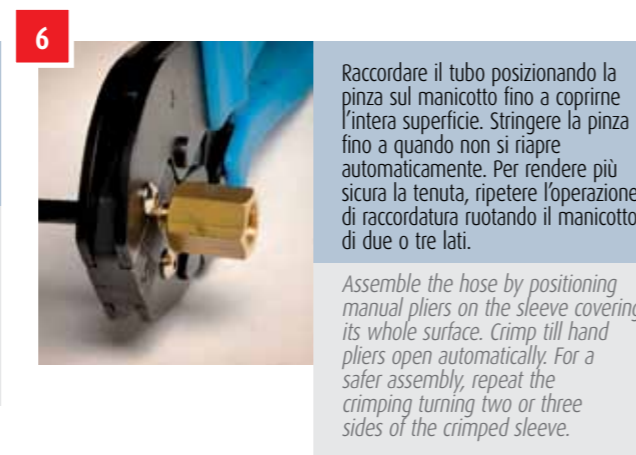 6
Raccordare il tubo posizionando la
pinza sul manicotto fino a coprirne
l'intera superficie. Stringere la pinza
fino a quando non si riapre
automaticamente. Per rendere più
sicura la tenuta, ripetere l'operazione
di raccordatura ruotando il manicotto
di due o tre lati.
Assemble the hose by positioning
manual pliers on the sleeve covering
its whole surface. Crimp till hand
pliers open automatically. For a
safer assembly, repeat the
crimping turning two or three
sides of the crimped sleeve.